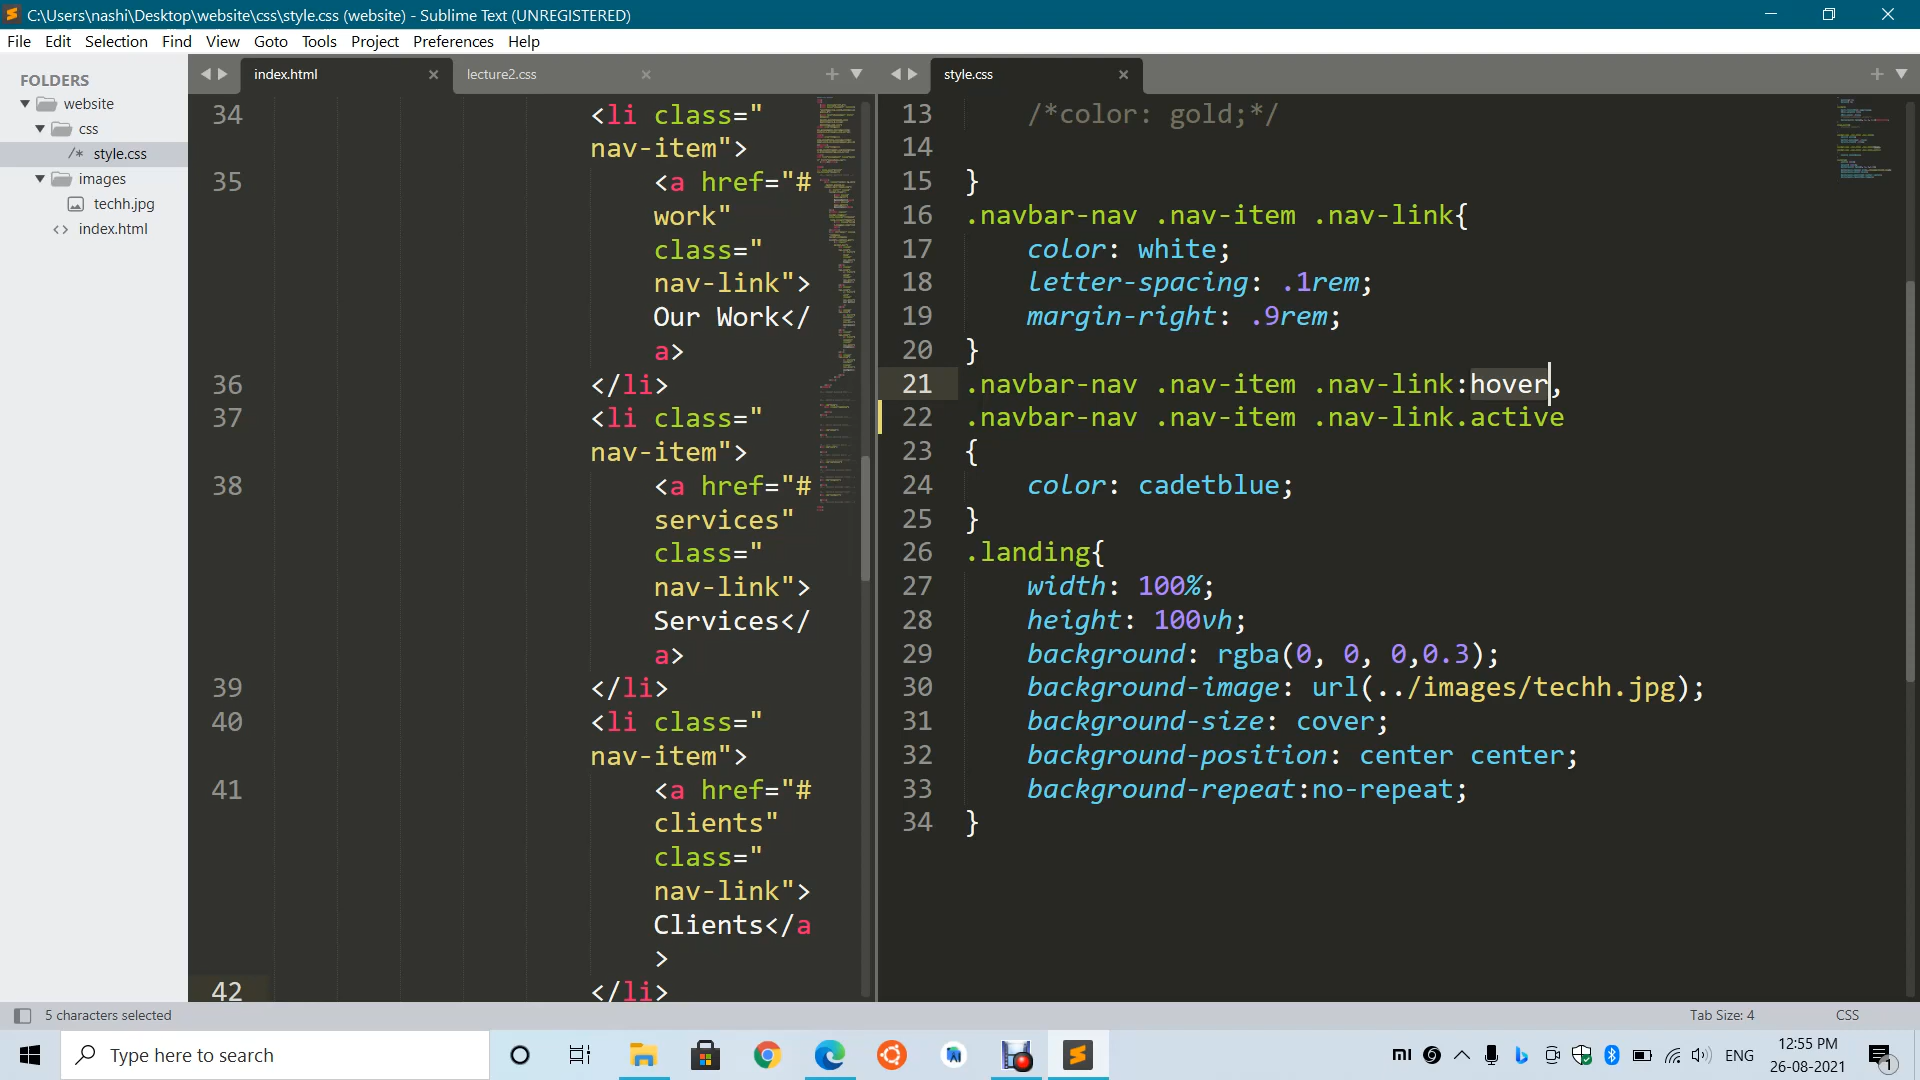 C:\Users\nashi\Desktop\website\css\style.css (website) - Sublime Text (UNREGISTERED)
File Edit Selection Find View Goto Tools Project Preferences Help
FOLDERS
website
css
/* style.css
images
techh.jpg
<> index.html
index.html
lecture2.css
34 <li class="
nav-item">
35 <a href="#
work"
class="
nav-link">
Our Work</
a>
36 </li>
37 <li class="
nav-item">
38 <a href="#
services"
class="
nav-link">
Services</
a>
39 </li>
40 <li class="
nav-item">
41 <a href="#
clients"
class="
nav-link">
Clients</a
>
42 </li>
style.css
13 /*color: gold;*/
14
15 }
16 .navbar-nav .nav-item .nav-link{
17 color: white;
18 letter-spacing: .1rem;
19 margin-right: .9rem;
20 }
21 .navbar-nav .nav-item .nav-link:hover,
22 .navbar-nav .nav-item .nav-link.active
23 {
24 color: cadetblue;
25 }
26 .landing{
27 width: 100%;
28 height: 100vh;
29 background: rgba(0, 0, 0,0.3);
30 background-image: url(../images/techh.jpg);
31 background-size: cover;
32 background-position: center center;
33 background-repeat:no-repeat;
34 }
5 characters selected
Tab Size: 4
CSS
Type here to search
ENG
12:55 PM
26-08-2021
1